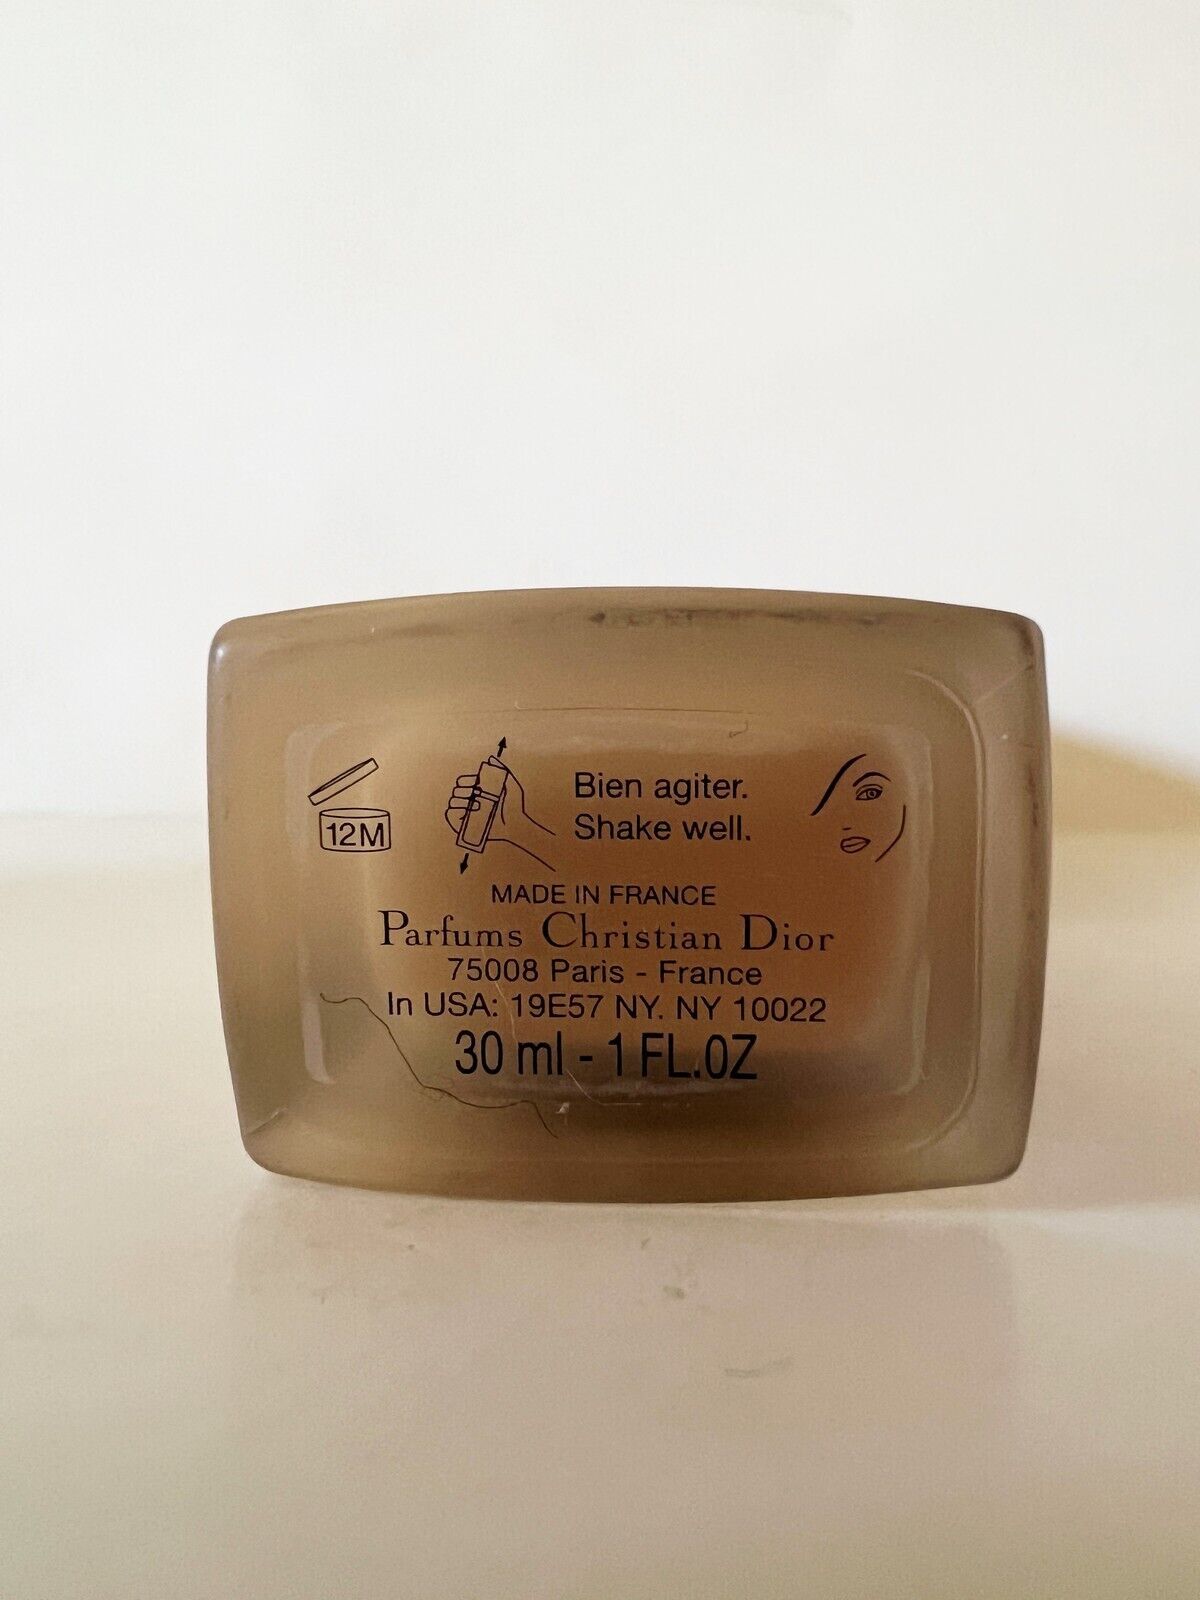 12M
Bien agiter.
Shake well.
MADE IN FRANCE
Parfums Christian Dior
75008 Paris - France
In USA: 19E57 NY. NY 10022
30 ml - 1 FL.OZ